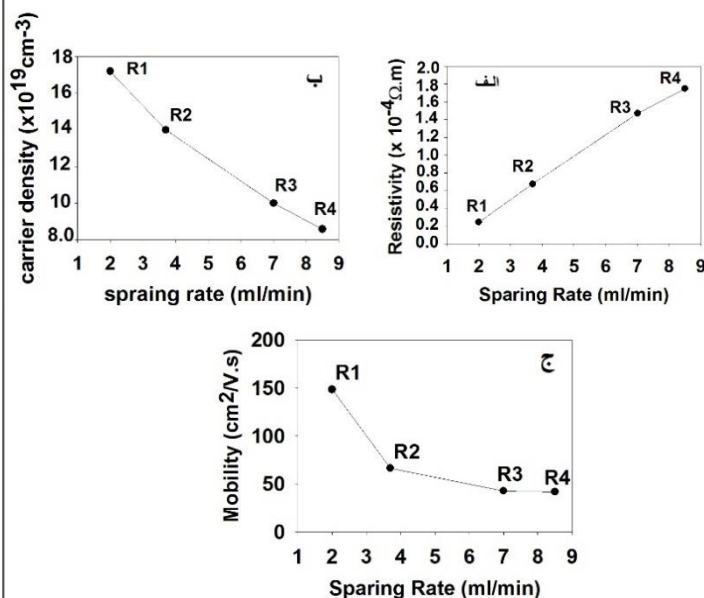 carrier density (x10^19cm-3)
18
16
14
12
10
8.0
R1
R2
R3
R4
ب
1 2 3 4 5 6 7 8 9
spraing rate (ml/min)
Resistivity (x 10^-4Ω.m)
2.0
1.8
1.4
1.2
1.0
0.8
0.6
0.4
0.2
0.0
الف
R4
R3
R2
R1
1 2 3 4 5 6 7 8 9
Sparing Rate (ml/min)
Mobility (cm^2/V.s)
200
150
100
50
0
ج
R1
R2
R3 R4
1 2 3 4 5 6 7 8 9
Sparing Rate (ml/min)